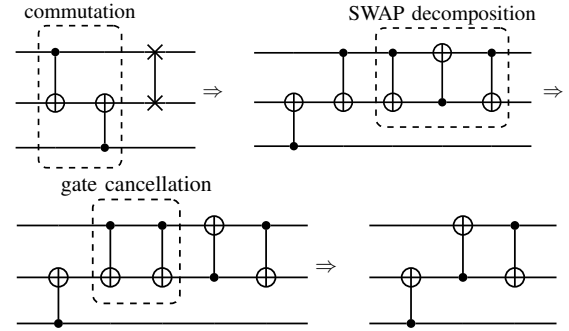 commutation
SWAP decomposition
⇒
⇒
gate cancellation
⇒